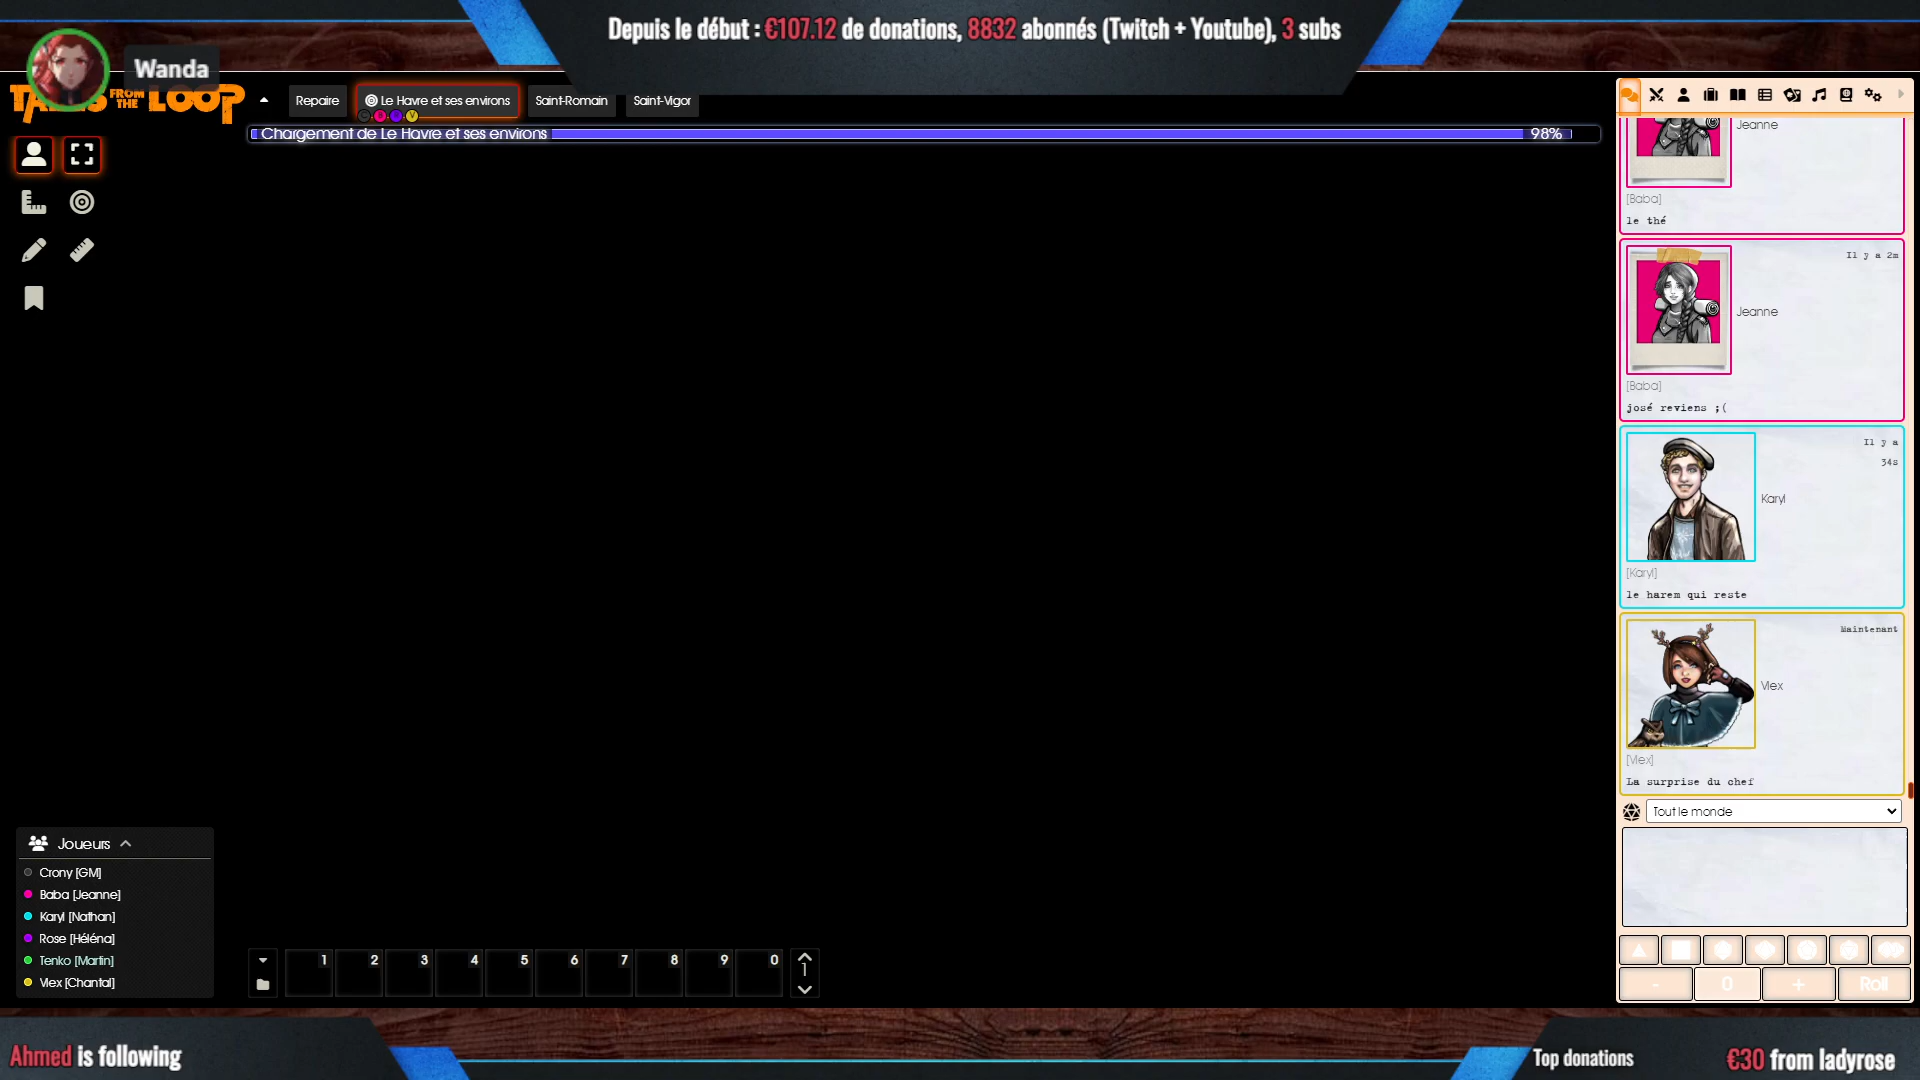 Depuis le début : €107.12 de donations, 8832 abonnés (Twitch + Youtube), 3 subs
Wanda
TALES FROM THE LOOP
Repaire
Le Havre et ses environs
Saint-Romain
Saint-Vigor
V
Chargement de Le Havre et ses environs
98%
Jeanne
[Baba]
le thé
Il y a 2m
Jeanne
[Baba]
josé reviens ;(
Il y a
34s
Karyl
[Karyl]
le harem qui reste
Maintenant
Vlex
[Vlex]
La surprise du chef
Tout le monde
- 0 + Roll
Joueurs
Crony [GM]
Baba [Jeanne]
Karyl [Nathan]
Rose [Héléna]
Tenko [Martin]
Vlex [Chantal]
1 2 3 4 5 6 7 8 9 0
1
Ahmed is following
Top donations
€30 from ladyrose